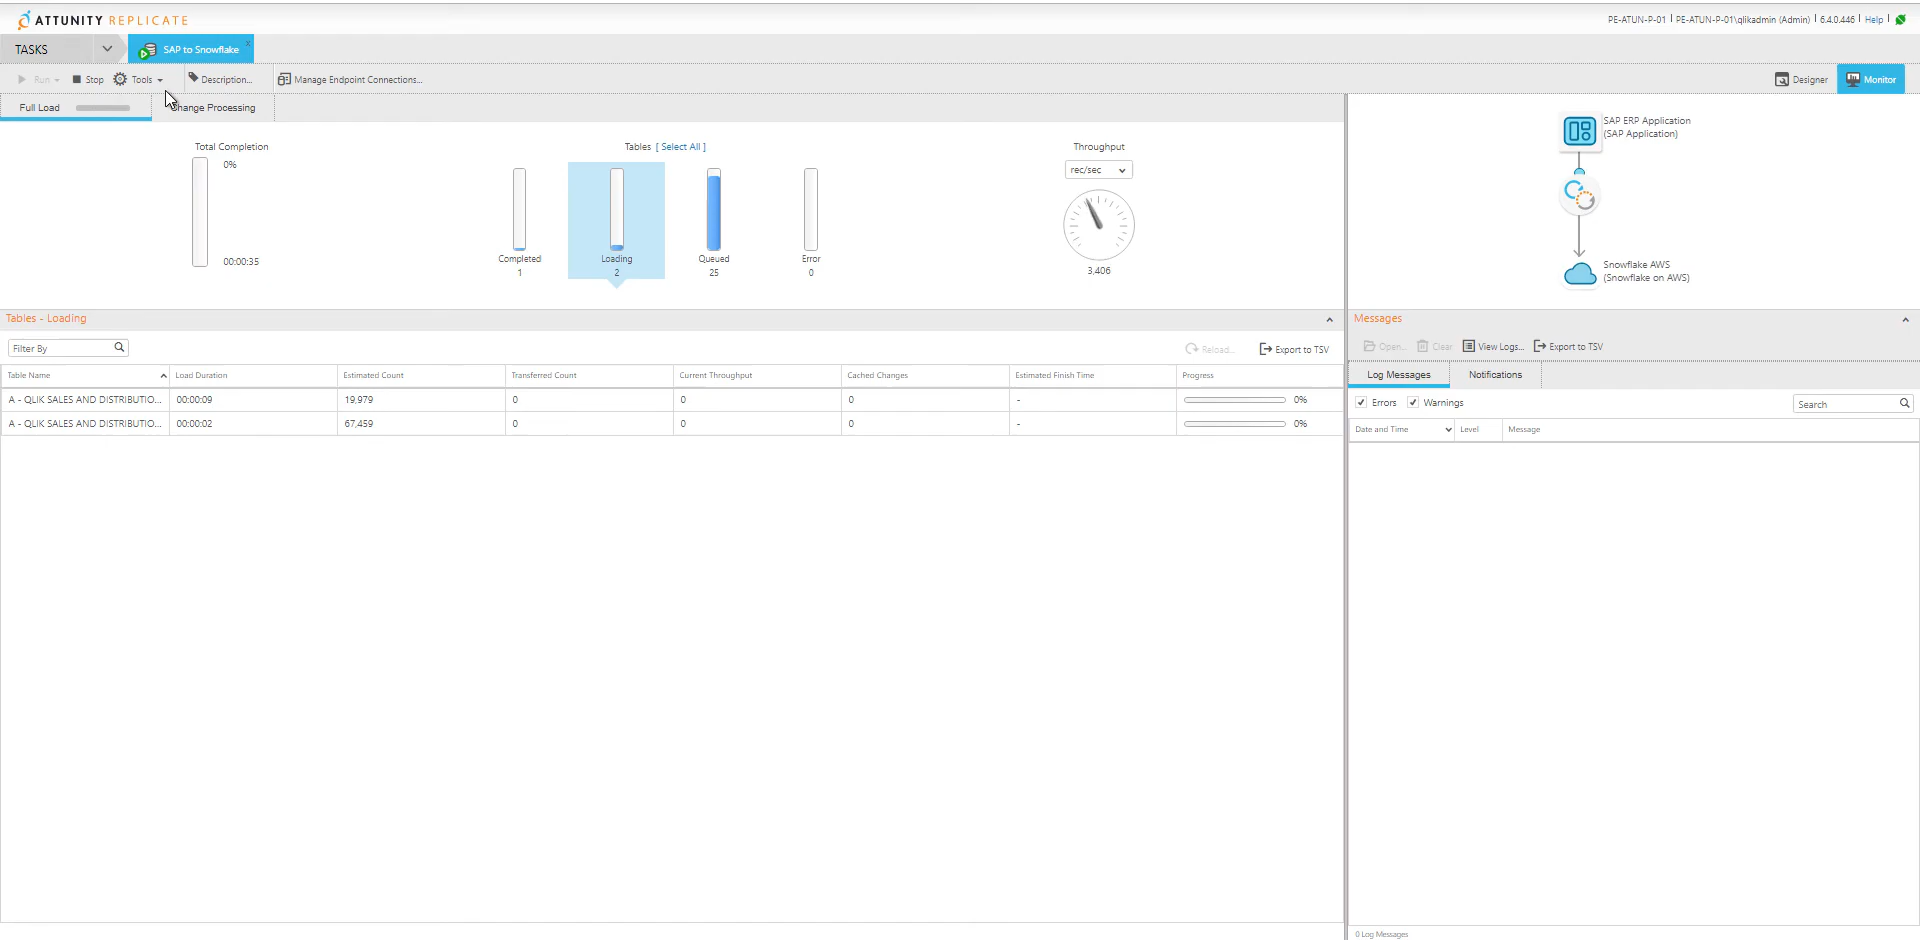 ATTUNITY REPLICATE
PE-ATUN-P-01 | PE-ATUN-P-01\qlikadmin (Admin) | 6.4.0.446 | Help |
TASKS
SAP to Snowflake
x
Run
Stop
Tools
Description...
Manage Endpoint Connections...
Designer
Monitor
Full Load
Change Processing
Total Completion
0%
00:00:35
Tables [ Select All ]
Completed
1
Loading
2
Queued
25
Error
0
Throughput
rec/sec
3,406
SAP ERP Application
(SAP Application)
Snowflake AWS
(Snowflake on AWS)
Tables - Loading
Filter By
Reload...
Export to TSV
Table Name Load Duration Estimated Count Transferred Count Current Throughput Cached Changes Estimated Finish Time Progress
A - QLIK SALES AND DISTRIBUTIO... 00:00:09 19,979 0 0 0 - 0%
A - QLIK SALES AND DISTRIBUTIO... 00:00:02 67,459 0 0 0 - 0%
Messages
Open... Clear View Logs... Export to TSV
Log Messages Notifications
Errors Warnings
Search
Date and Time Level Message
0 Log Messages